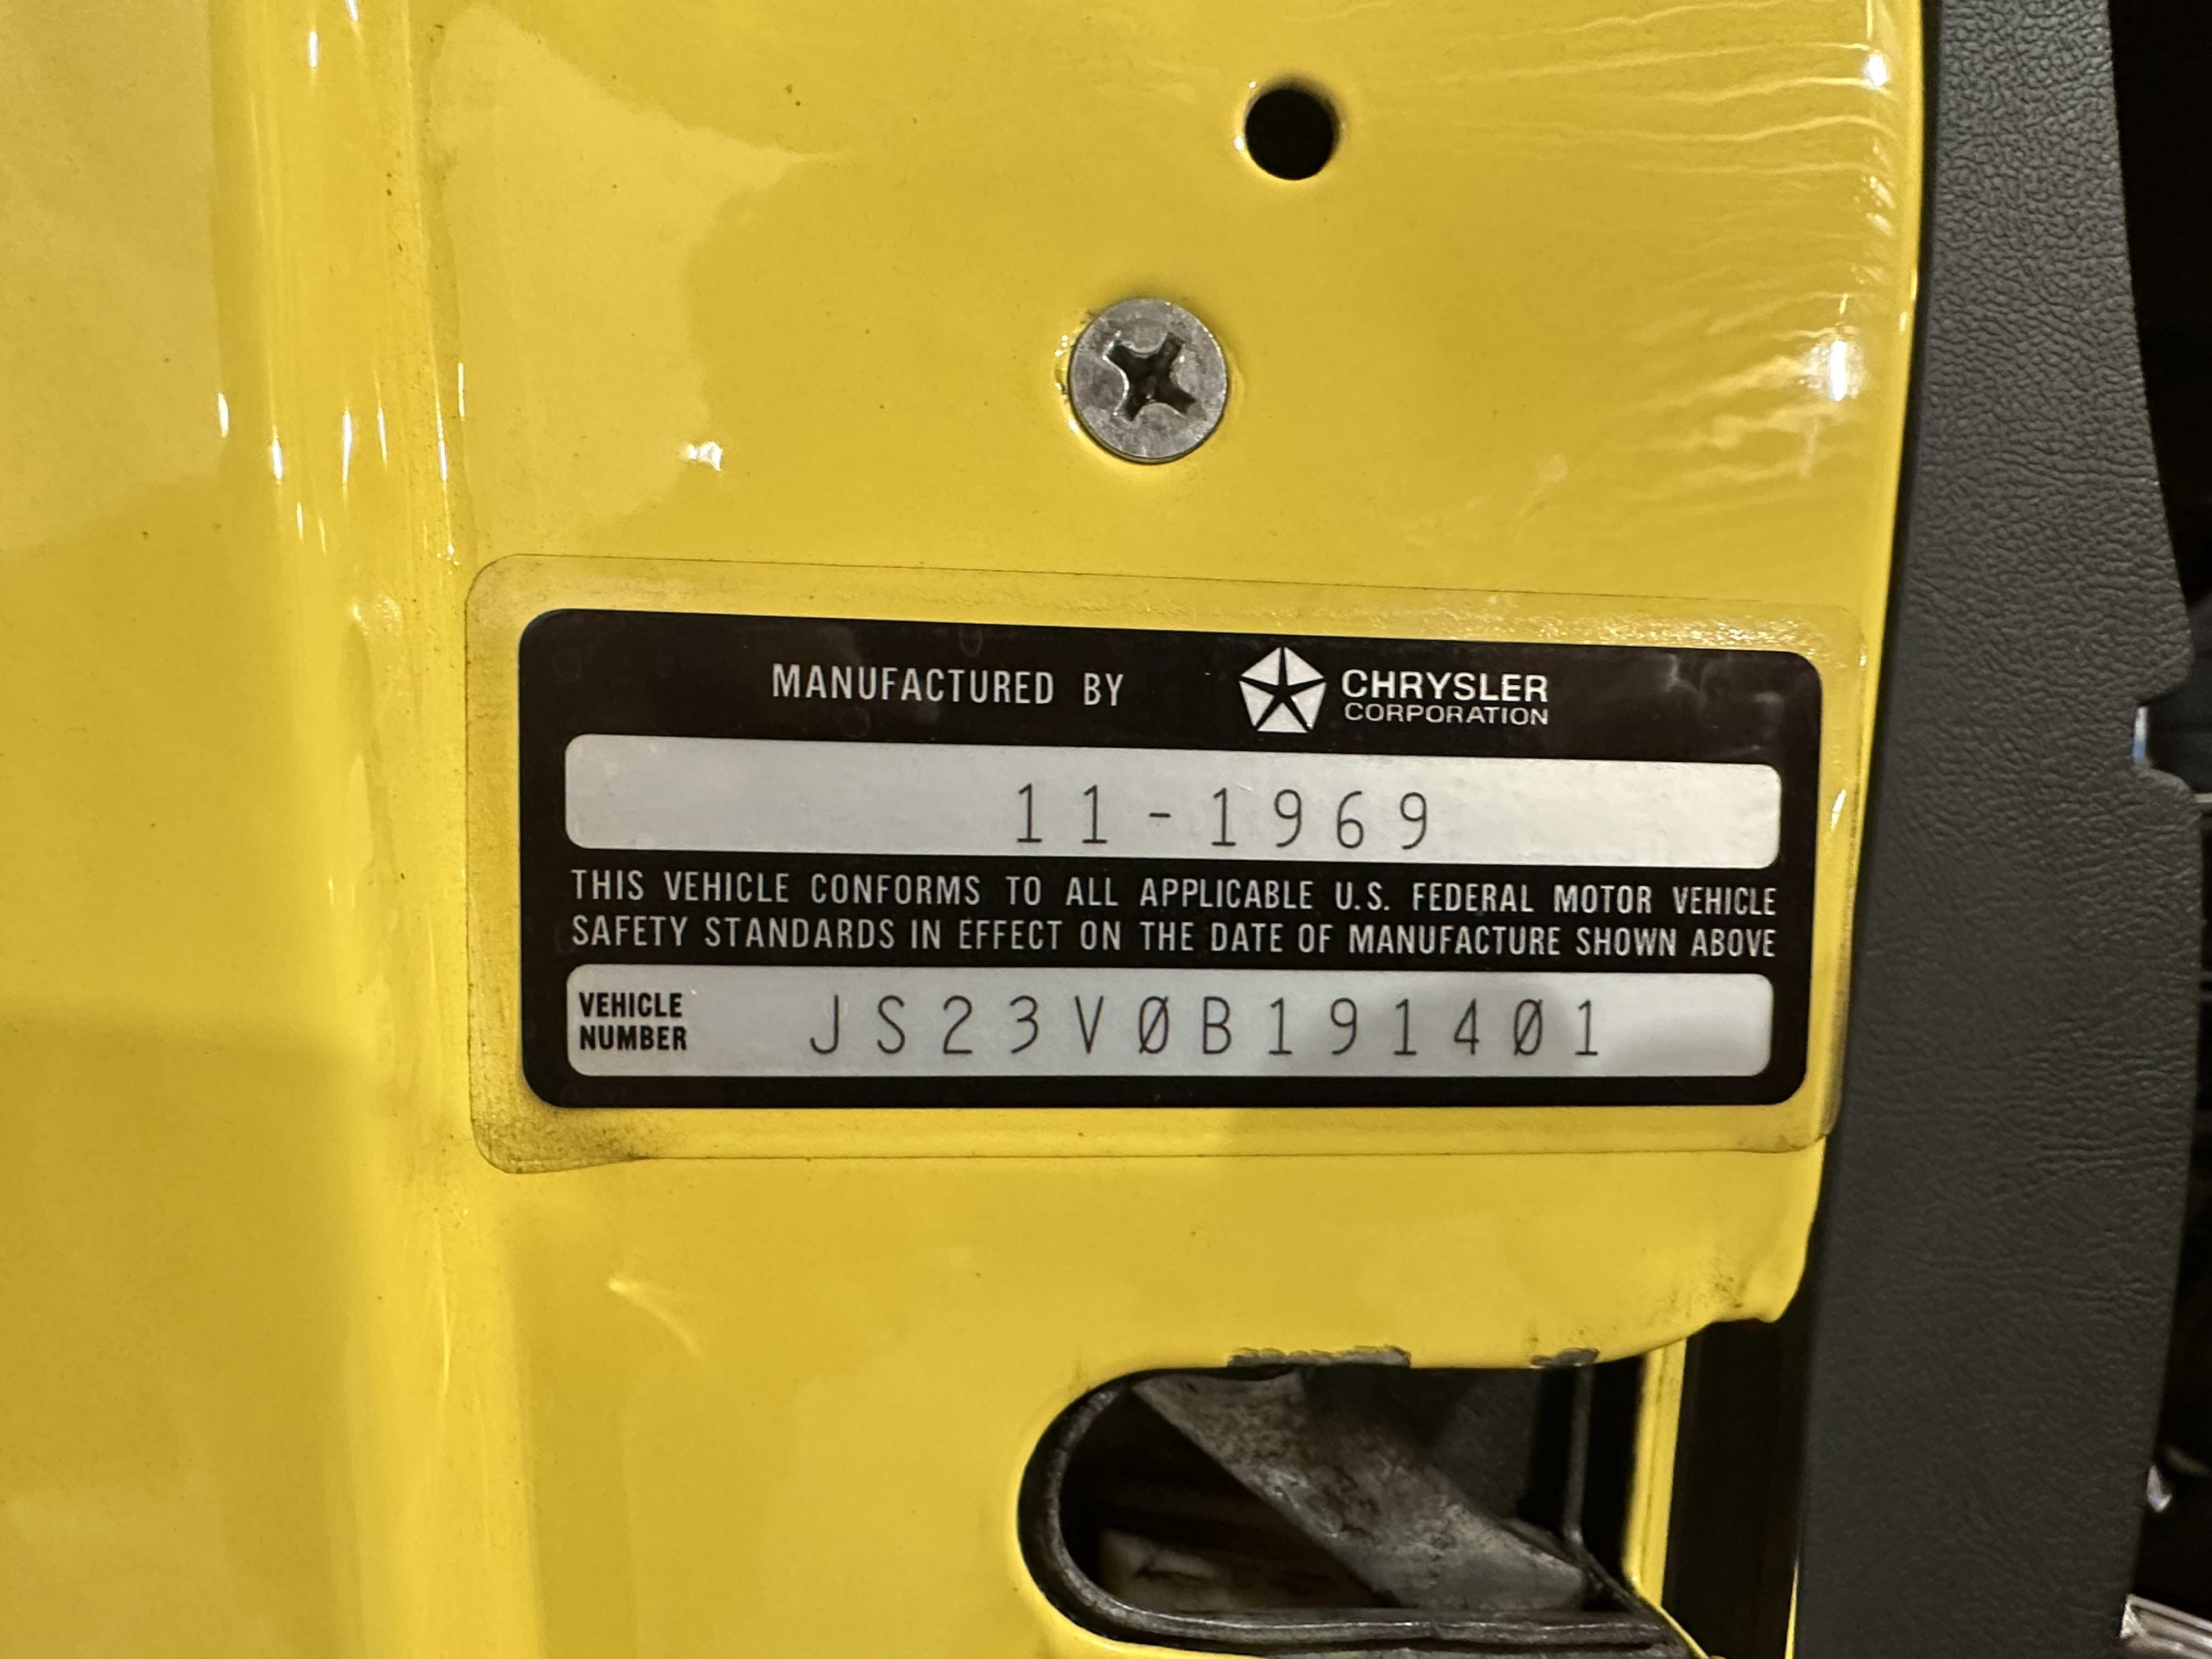 MANUFACTURED BY CHRYSLER
CORPORATION
11-1969
THIS VEHICLE CONFORMS TO ALL APPLICABLE U.S. FEDERAL MOTOR VEHICLE
SAFETY STANDARDS IN EFFECT ON THE DATE OF MANUFACTURE SHOWN ABOVE
VEHICLE
NUMBER JS23V0B191401